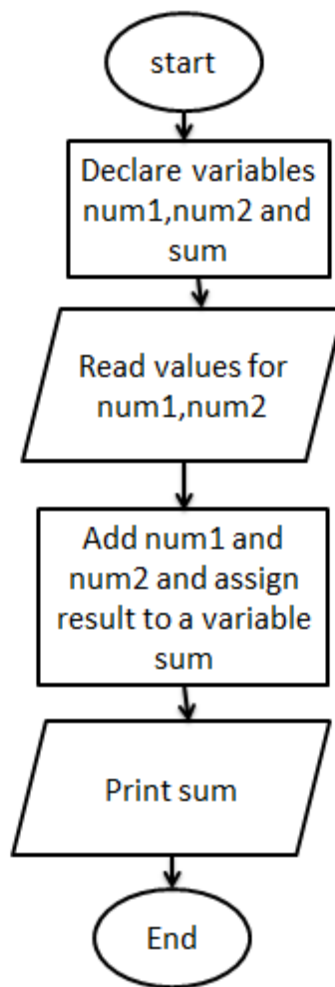 start
Declare variables
num1,num2 and
sum
Read values for
num1,num2
Add num1 and
num2 and assign
result to a variable
sum
Print sum
End